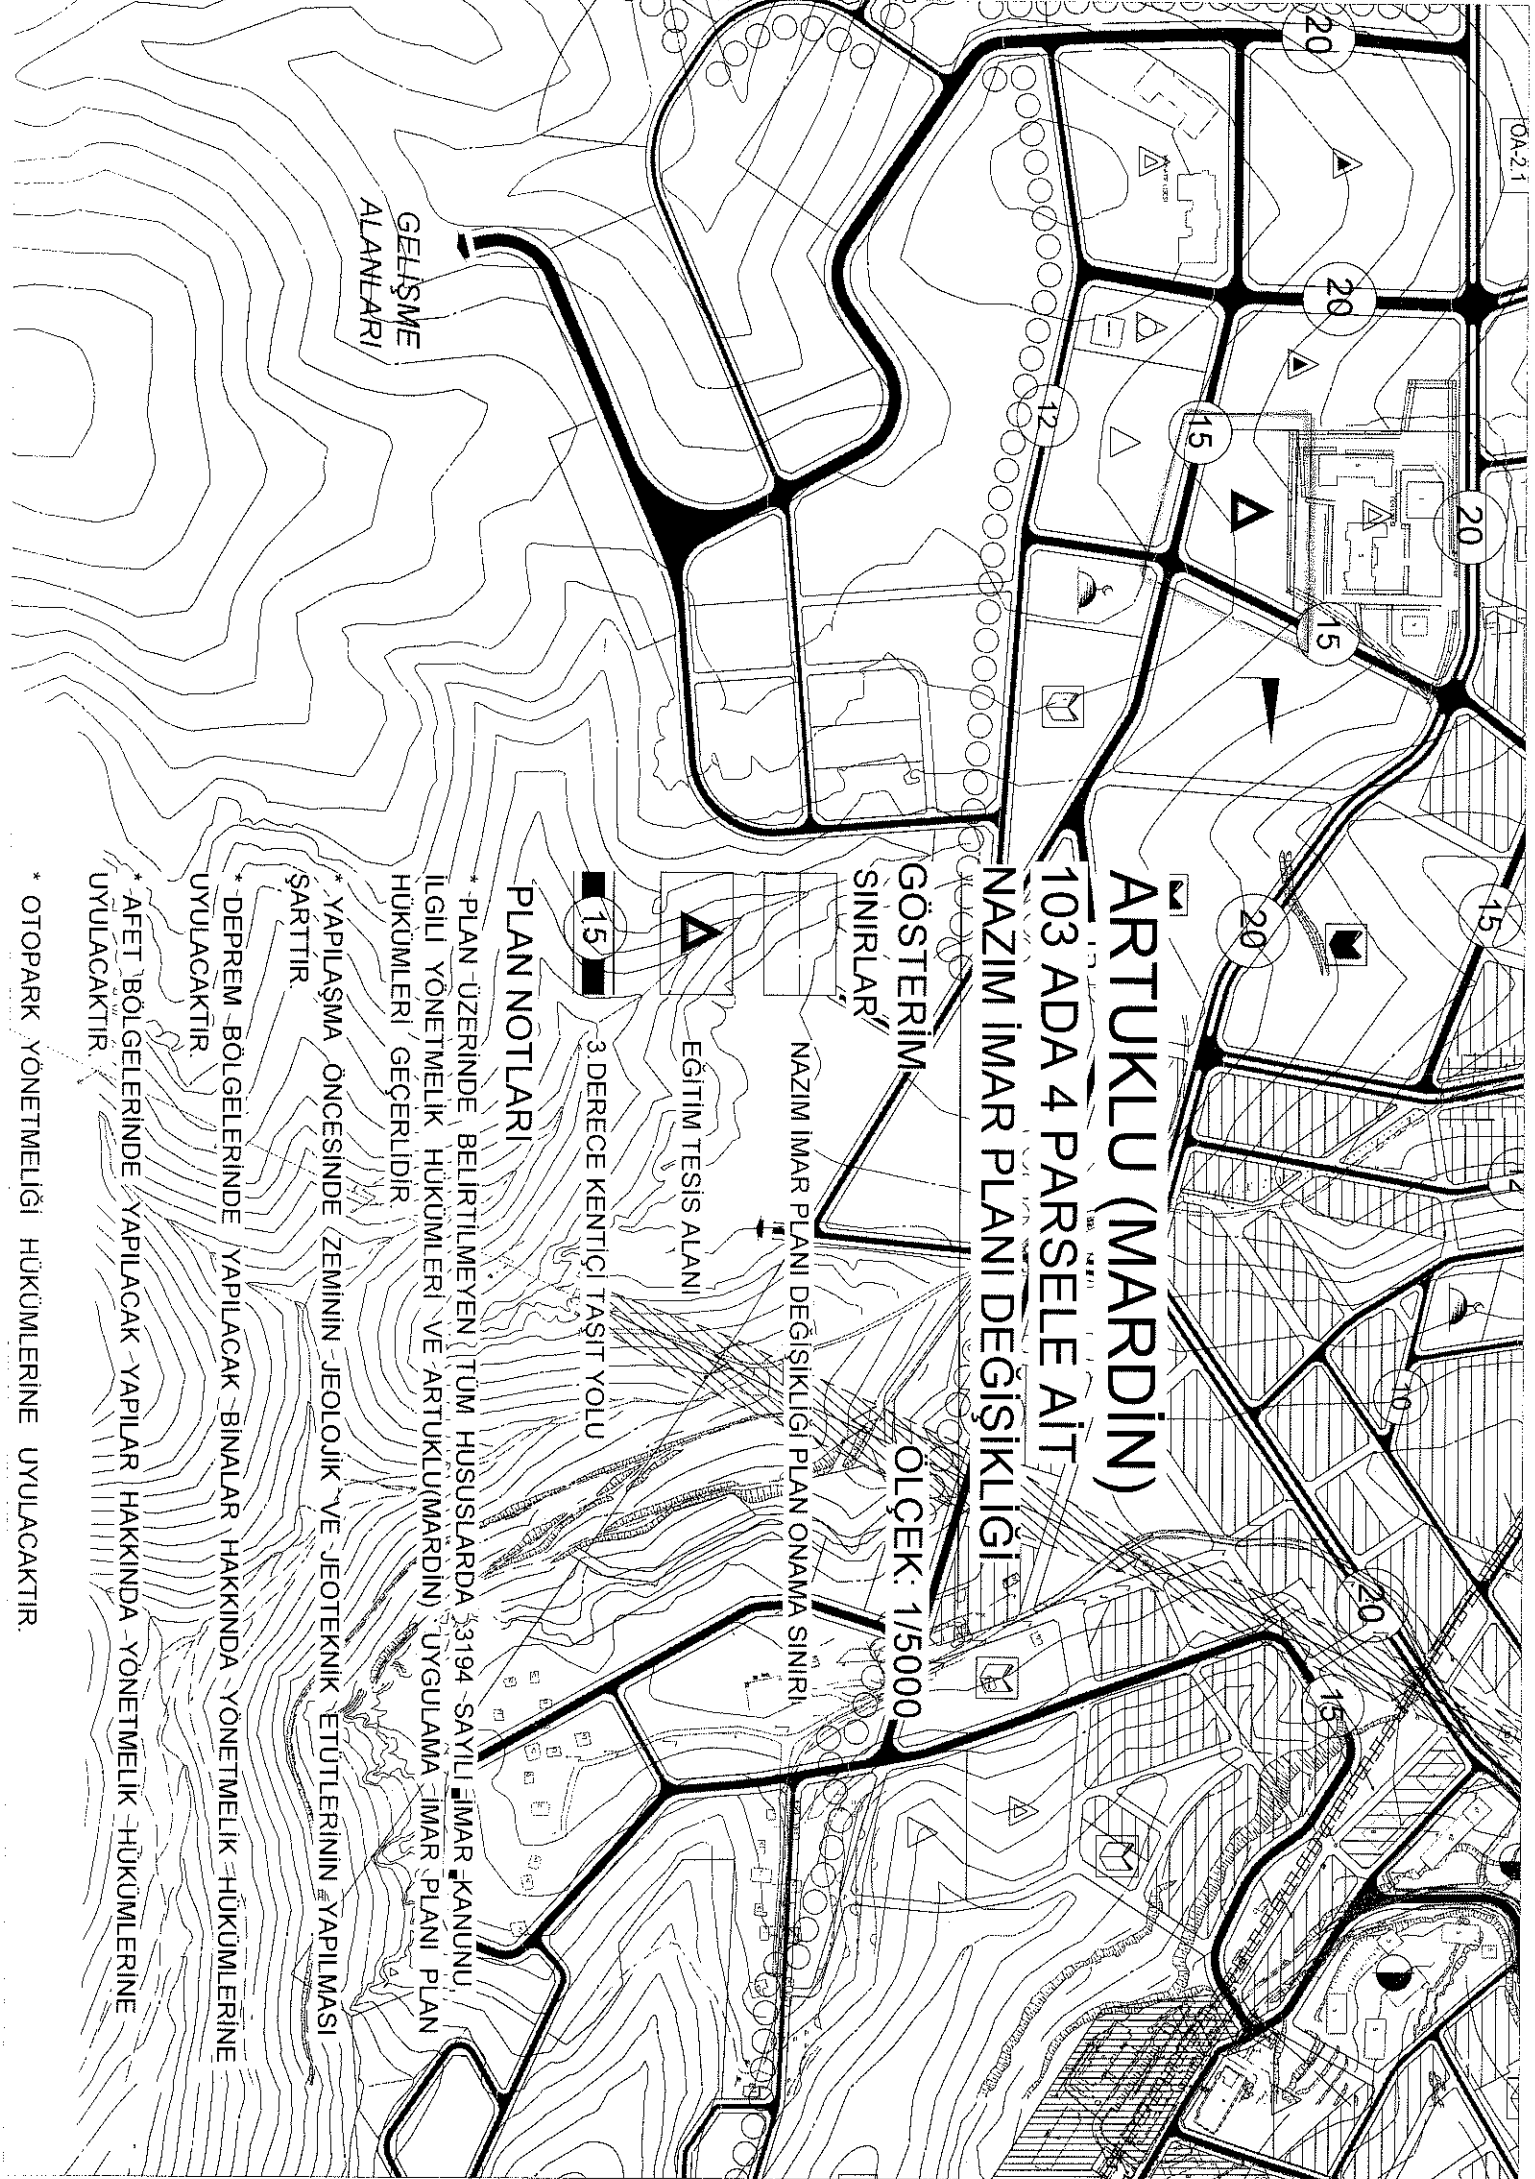 ÖA-2.1
20
20
20
12
15
15
15
20
12
10
20
15
GELİŞME
ALANLARI
ARTUKLU (MARDİN)
103 ADA 4 PARSELE AİT
NAZIM İMAR PLANI DEĞİŞİKLİĞİ
GÖSTERİM ÖLÇEK: 1/5000
SINIRLAR
NAZIM İMAR PLANI DEĞİŞİKLİĞİ PLAN ONAMA SINIRI
EĞİTİM TESİS ALANI
15 3.DERECE KENTİÇİ TAŞIT YOLU
PLAN NOTLARI
* PLAN ÜZERİNDE BELİRTİLMEYEN TÜM HUSUSLARDA 3194 SAYILI İMAR KANUNU
İLGİLİ YÖNETMELİK HÜKÜMLERİ VE ARTUKLU(MARDİN) UYGULAMA İMAR PLANI PLAN
HÜKÜMLERİ GEÇERLİDİR.
* YAPILAŞMA ÖNCESİNDE ZEMİNİN JEOLOJİK VE JEOTEKNİK ETÜTLERİNİN YAPILMASI
ŞARTTIR.
* DEPREM BÖLGELERİNDE YAPILACAK BİNALAR HAKKINDA YÖNETMELİK HÜKÜMLERİNE
UYULACAKTIR.
* AFET BÖLGELERİNDE YAPILACAK YAPILAR HAKKINDA YÖNETMELİK HÜKÜMLERİNE
UYULACAKTIR.
* OTOPARK YÖNETMELİĞİ HÜKÜMLERİNE UYULACAKTIR.